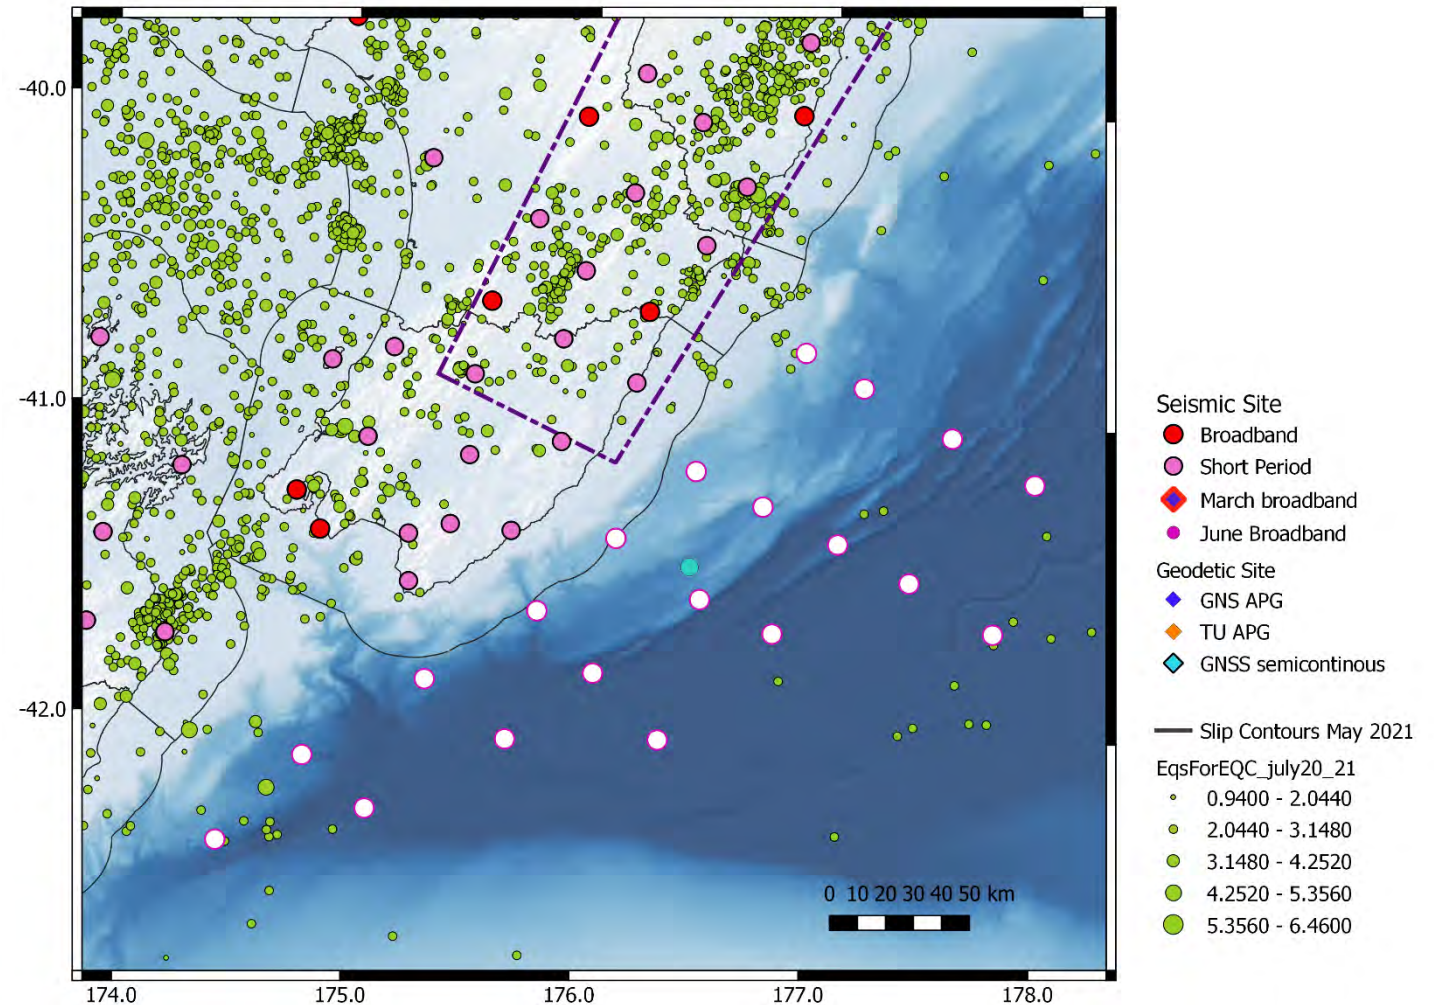 -40.0
-41.0
-42.0
174.0 175.0 176.0 177.0 178.0
0 10 20 30 40 50 km
Seismic Site
Broadband
Short Period
March broadband
June Broadband
Geodetic Site
GNS APG
TU APG
GNSS semicontinous
Slip Contours May 2021
EqsForEQC_july20_21
0.9400 - 2.0440
2.0440 - 3.1480
3.1480 - 4.2520
4.2520 - 5.3560
5.3560 - 6.4600